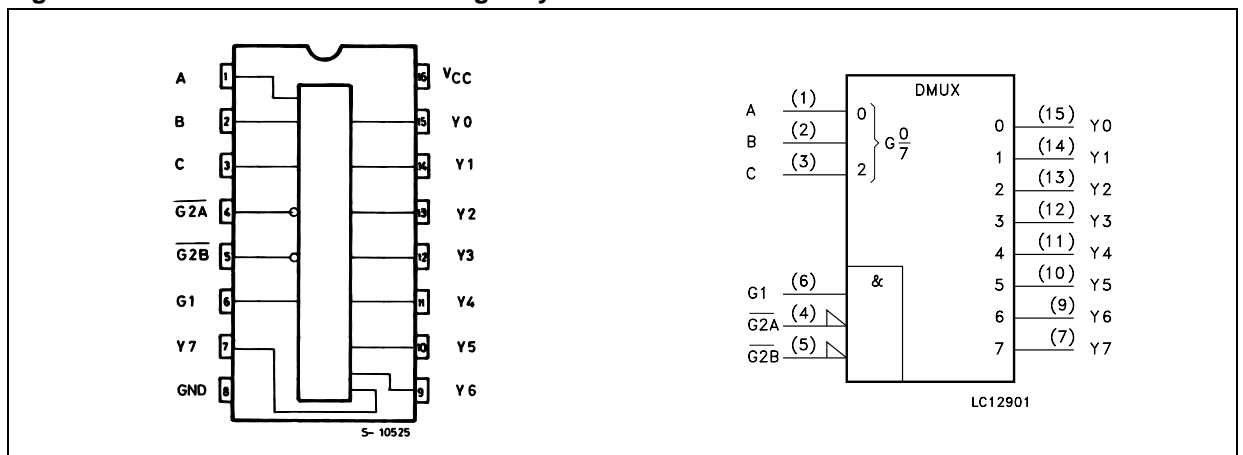 A 1 16 VCC
B 2 15 Y0
C 3 14 Y1
G2A 4 13 Y2
G2B 5 12 Y3
G1 6 11 Y4
Y7 7 10 Y5
GND 8 9 Y6
S- 10525
DMUX
A (1) 0
B (2) G 0/7
C (3) 2
0 (15) Y0
1 (14) Y1
2 (13) Y2
3 (12) Y3
4 (11) Y4
5 (10) Y5
6 (9) Y6
7 (7) Y7
&
G1 (6)
G2A (4)
G2B (5)
LC12901